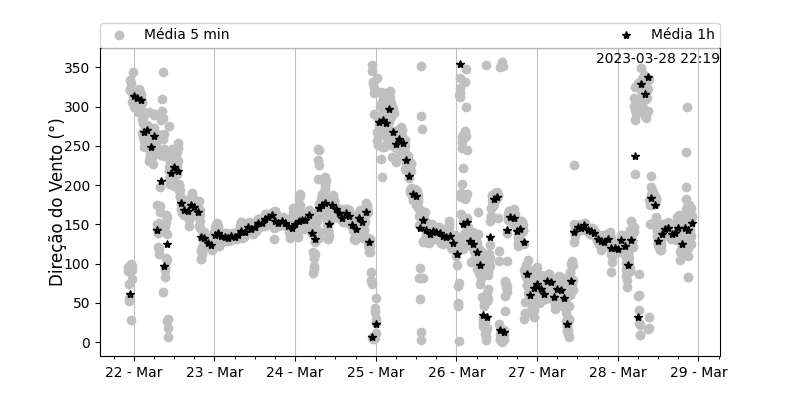 Média 5 min
Média 1h
2023-03-28 22:19
Direção do Vento (°)
350
300
250
200
150
100
50
0
22 - Mar
23 - Mar
24 - Mar
25 - Mar
26 - Mar
27 - Mar
28 - Mar
29 - Mar